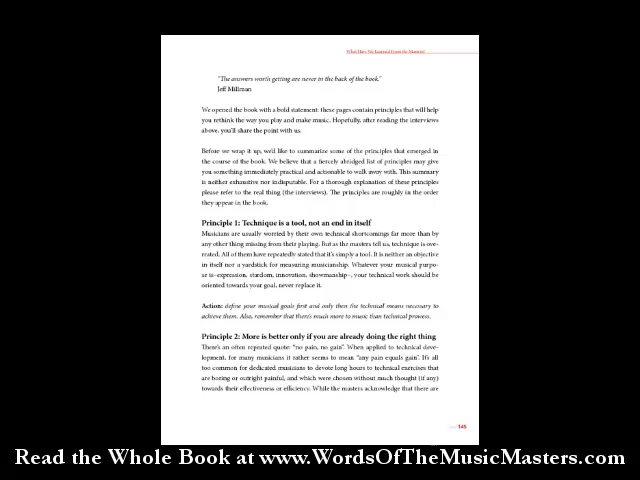 What Have We Learned From the Masters?
"The answers worth getting are never in the back of the book."
Jeff Millman
We opened the book with a bold statement: these pages contain principles that will help
you rethink the way you play and make music. Hopefully, after reading the interviews
above, you'll share the point with us.
Before we wrap it up, we'd like to summarize some of the principles that emerged in
the course of the book. We believe that a fiercely abridged list of principles may give
you something immediately practical and actionable to walk away with. This summary
is neither exhaustive nor indisputable. For a thorough explanation of these principles
please refer to the real thing (the interviews). The principles are roughly in the order
they appear in the book.
Principle 1: Technique is a tool, not an end in itself
Musicians are usually worried by their own technical shortcomings far more than by
any other thing missing from their playing. But as the masters tell us, technique is ove-
rrated. All of them have repeatedly stated that it's simply a tool. It is neither an objective
in itself nor a yardstick for measuring musicianship. Whatever your musical purpo-
se is–expression, stardom, innovation, showmanship–, your technical work should be
oriented towards your goal, never replace it.
Action: define your musical goals first and only then the technical means necessary to
achieve them. Also, remember that there's much more to music than technical prowess.
Principle 2: More is better only if you are already doing the right thing
There's an often repeated quote: "no pain, no gain". When applied to technical deve-
lopment, for many musicians it rather seems to mean "any pain equals gain". It's all
too common for dedicated musicians to devote long hours to technical exercises that
are boring or outright painful, and which were chosen without much thought (if any)
towards their effectiveness or efficiency. While the masters acknowledge that there are
145
Read the Whole Book at www.WordsOfTheMusicMasters.com